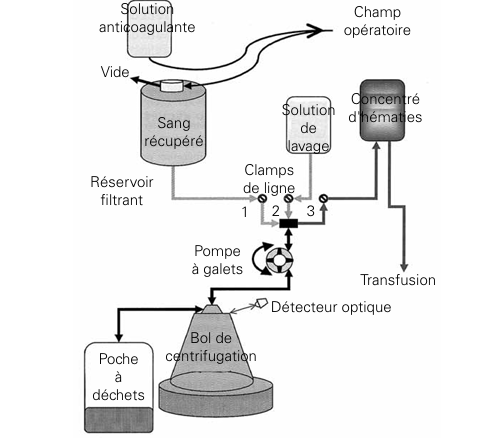 Solution
anticoagulante
Champ
opératoire
Vide
Sang
récupéré
Solution
de
lavage
Concentré
d'hématies
Réservoir
filtrant
Clamps
de ligne
1 2 3
Pompe
à galets
Transfusion
Détecteur optique
Bol de
centrifugation
Poche
à
déchets